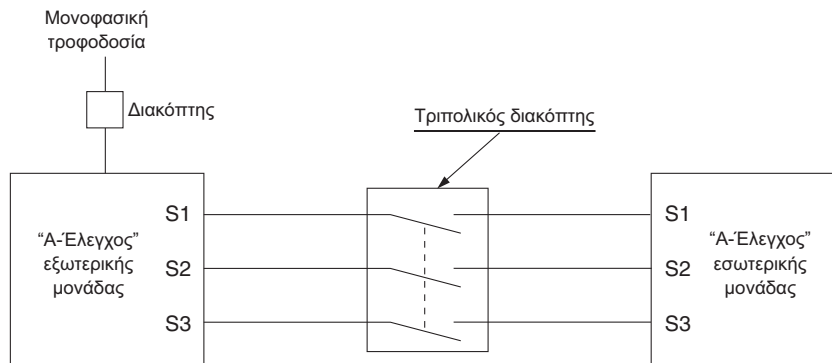 Μονοφασική
τροφοδοσία
Διακόπτης
Τριπολικός διακόπτης
“Α-Έλεγχος”
εξωτερικής
μονάδας
S1
S2
S3
S1
S2
S3
“Α-Έλεγχος”
εσωτερικής
μονάδας